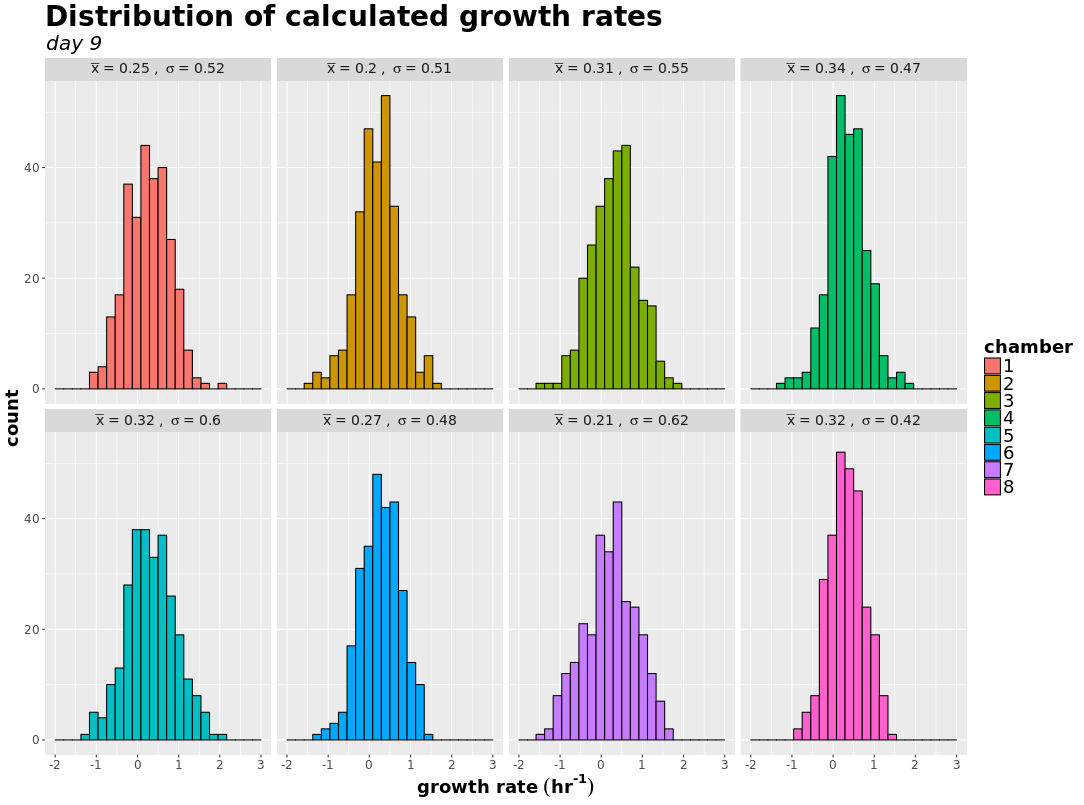 Distribution of calculated growth rates
day 9
x̅ = 0.25 , σ = 0.52
x̅ = 0.2 , σ = 0.51
x̅ = 0.31 , σ = 0.55
x̅ = 0.34 , σ = 0.47
40
20
0
x̅ = 0.32 , σ = 0.6
x̅ = 0.27 , σ = 0.48
x̅ = 0.21 , σ = 0.62
x̅ = 0.32 , σ = 0.42
40
20
0
count
-2 -1 0 1 2 3
-2 -1 0 1 2 3
-2 -1 0 1 2 3
-2 -1 0 1 2 3
growth rate (hr⁻¹)
chamber
1
2
3
4
5
6
7
8